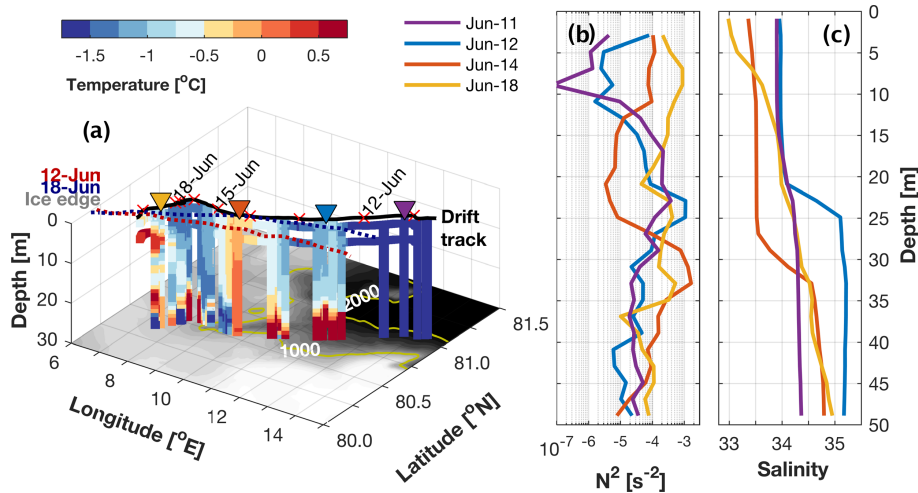 -1.5 -1 -0.5 0 0.5
Temperature [°C]
Jun-11
Jun-12
Jun-14
Jun-18
(a)
12-Jun
18-Jun
Ice edge
18-Jun
15-Jun
12-Jun
Drift
track
0
10
20
30
Depth [m]
6
8
10
12
14
Longitude [°E]
80.0
80.5
81.0
81.5
Latitude [°N]
1000
2000
(b)
10^-7 -5 -4 -3
N² [s⁻²]
(c)
0
5
10
15
20
25
30
35
40
45
50
Depth [m]
33 34 35
Salinity